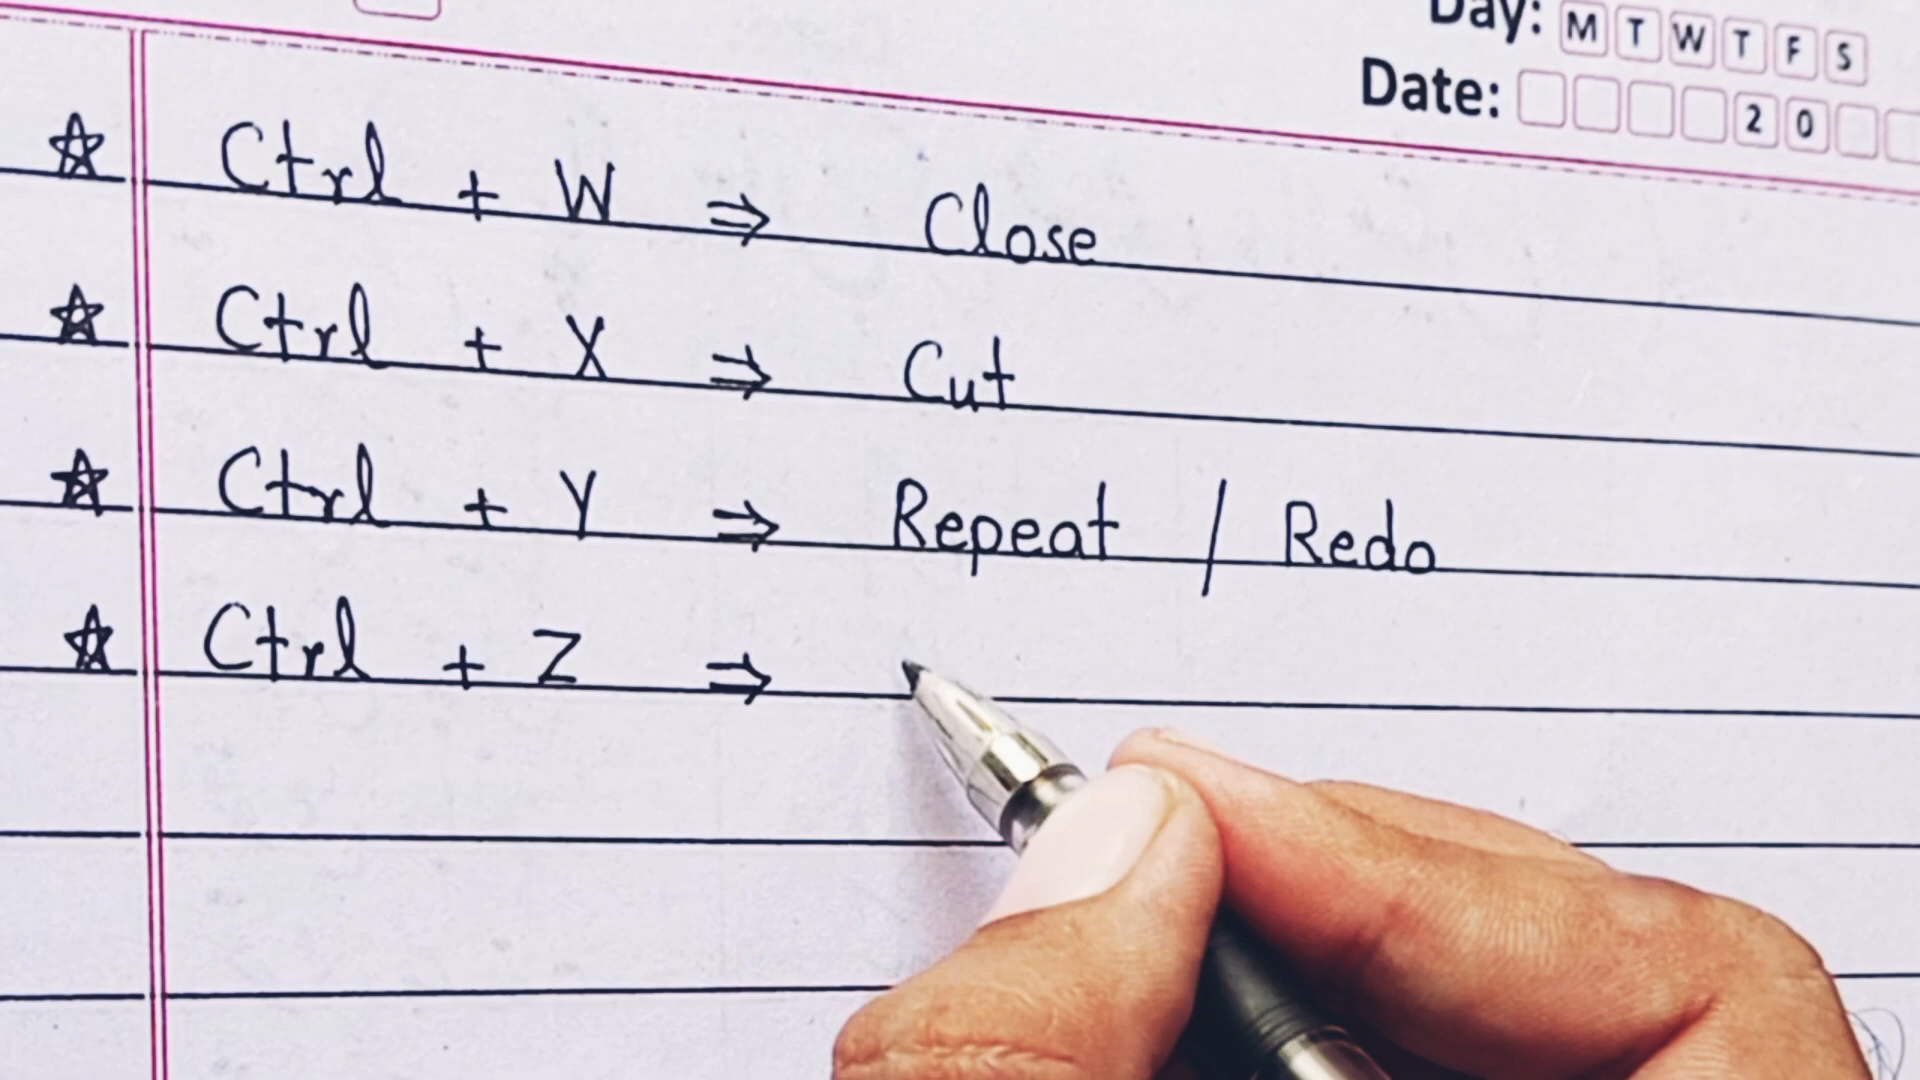 Day: M T W T F S
Date: 2 0
☆ Ctrl + W ⇒ Close
☆ Ctrl + X ⇒ Cut
☆ Ctrl + Y ⇒ Repeat / Redo
☆ Ctrl + Z ⇒